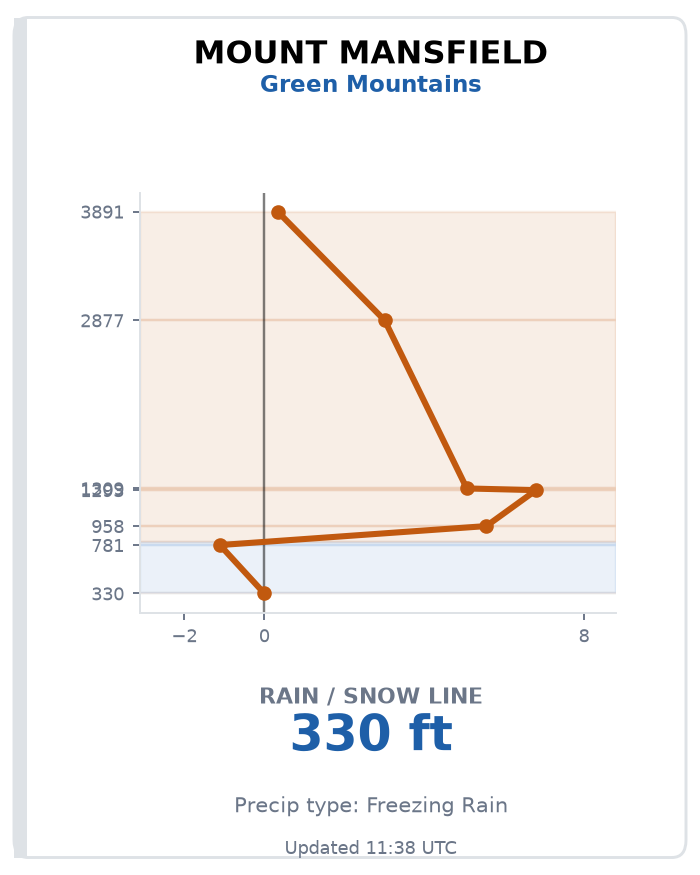 MOUNT MANSFIELD
Green Mountains
3891
2877
958
781
330
−2 0 8
RAIN / SNOW LINE
330 ft
Precip type: Freezing Rain
Updated 11:38 UTC